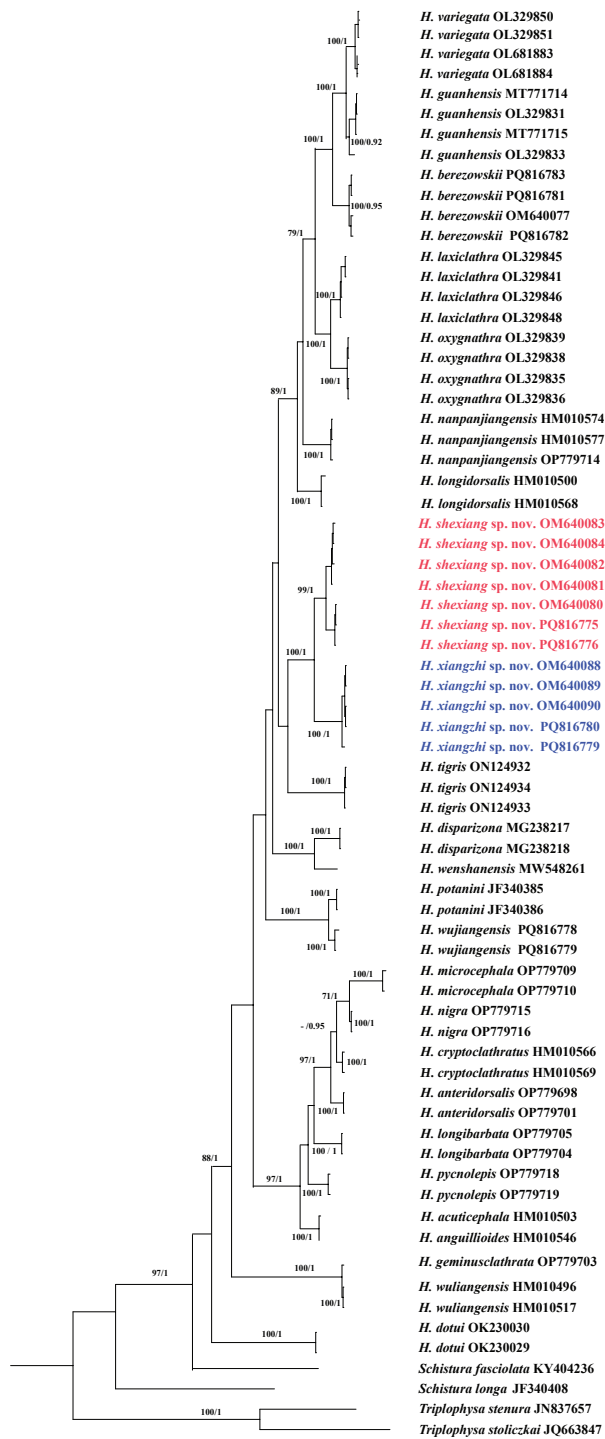 H. variegata OL329850
H. variegata OL329851
H. variegata OL681883
H. variegata OL681884
H. guanhensis MT771714
H. guanhensis OL329831
H. guanhensis MT771715
H. guanhensis OL329833
H. berezowskii PQ816783
H. berezowskii PQ816781
H. berezowskii OM640077
H. berezowskii PQ816782
H. laxiclathra OL329845
H. laxiclathra OL329841
H. laxiclathra OL329846
H. laxiclathra OL329848
H. oxygnathra OL329839
H. oxygnathra OL329838
H. oxygnathra OL329835
H. oxygnathra OL329836
H. nanpanjiangensis HM010574
H. nanpanjiangensis HM010577
H. nanpanjiangensis OP779714
H. longidorsalis HM010500
H. longidorsalis HM010568
H. shexiang sp. nov. OM640083
H. shexiang sp. nov. OM640084
H. shexiang sp. nov. OM640082
H. shexiang sp. nov. OM640081
H. shexiang sp. nov. OM640080
H. shexiang sp. nov. PQ816775
H. shexiang sp. nov. PQ816776
H. xiangzhi sp. nov. OM640088
H. xiangzhi sp. nov. OM640089
H. xiangzhi sp. nov. OM640090
H. xiangzhi sp. nov. PQ816780
H. xiangzhi sp. nov. PQ816779
H. tigris ON124932
H. tigris ON124934
H. tigris ON124933
H. disparizona MG238217
H. disparizona MG238218
H. wenshanensis MW548261
H. potanini JF340385
H. potanini JF340386
H. wujiangensis PQ816778
H. wujiangensis PQ816779
H. microcephala OP779709
H. microcephala OP779710
H. nigra OP779715
H. nigra OP779716
H. cryptoclathratus HM010566
H. cryptoclathratus HM010569
H. anteridorsalis OP779698
H. anteridorsalis OP779701
H. longibarbata OP779705
H. longibarbata OP779704
H. pycnolepis OP779718
H. pycnolepis OP779719
H. acuticephala HM010503
H. anguillioides HM010546
H. geminusclathrata OP779703
H. wuliangensis HM010496
H. wuliangensis HM010517
H. dotui OK230030
H. dotui OK230029
Schistura fasciolata KY404236
Schistura longa JF340408
Triplophysa stenura JN837657
Triplophysa stoliczkai JQ663847
100/1
100/1
100/1
100/0.92
100/0.95
79/1
100/1
100/1
100/1
89/1
100/1
100/1
99/1
100/1
100 /1
100/1
100/1
100/1
100/1
100/1
100/1
100/1
71/1
100/1
- /0.95
100/1
97/1
100/1
100 / 1
88/1
97/1
100/1
100/1
100/1
97/1
100/1
100/1